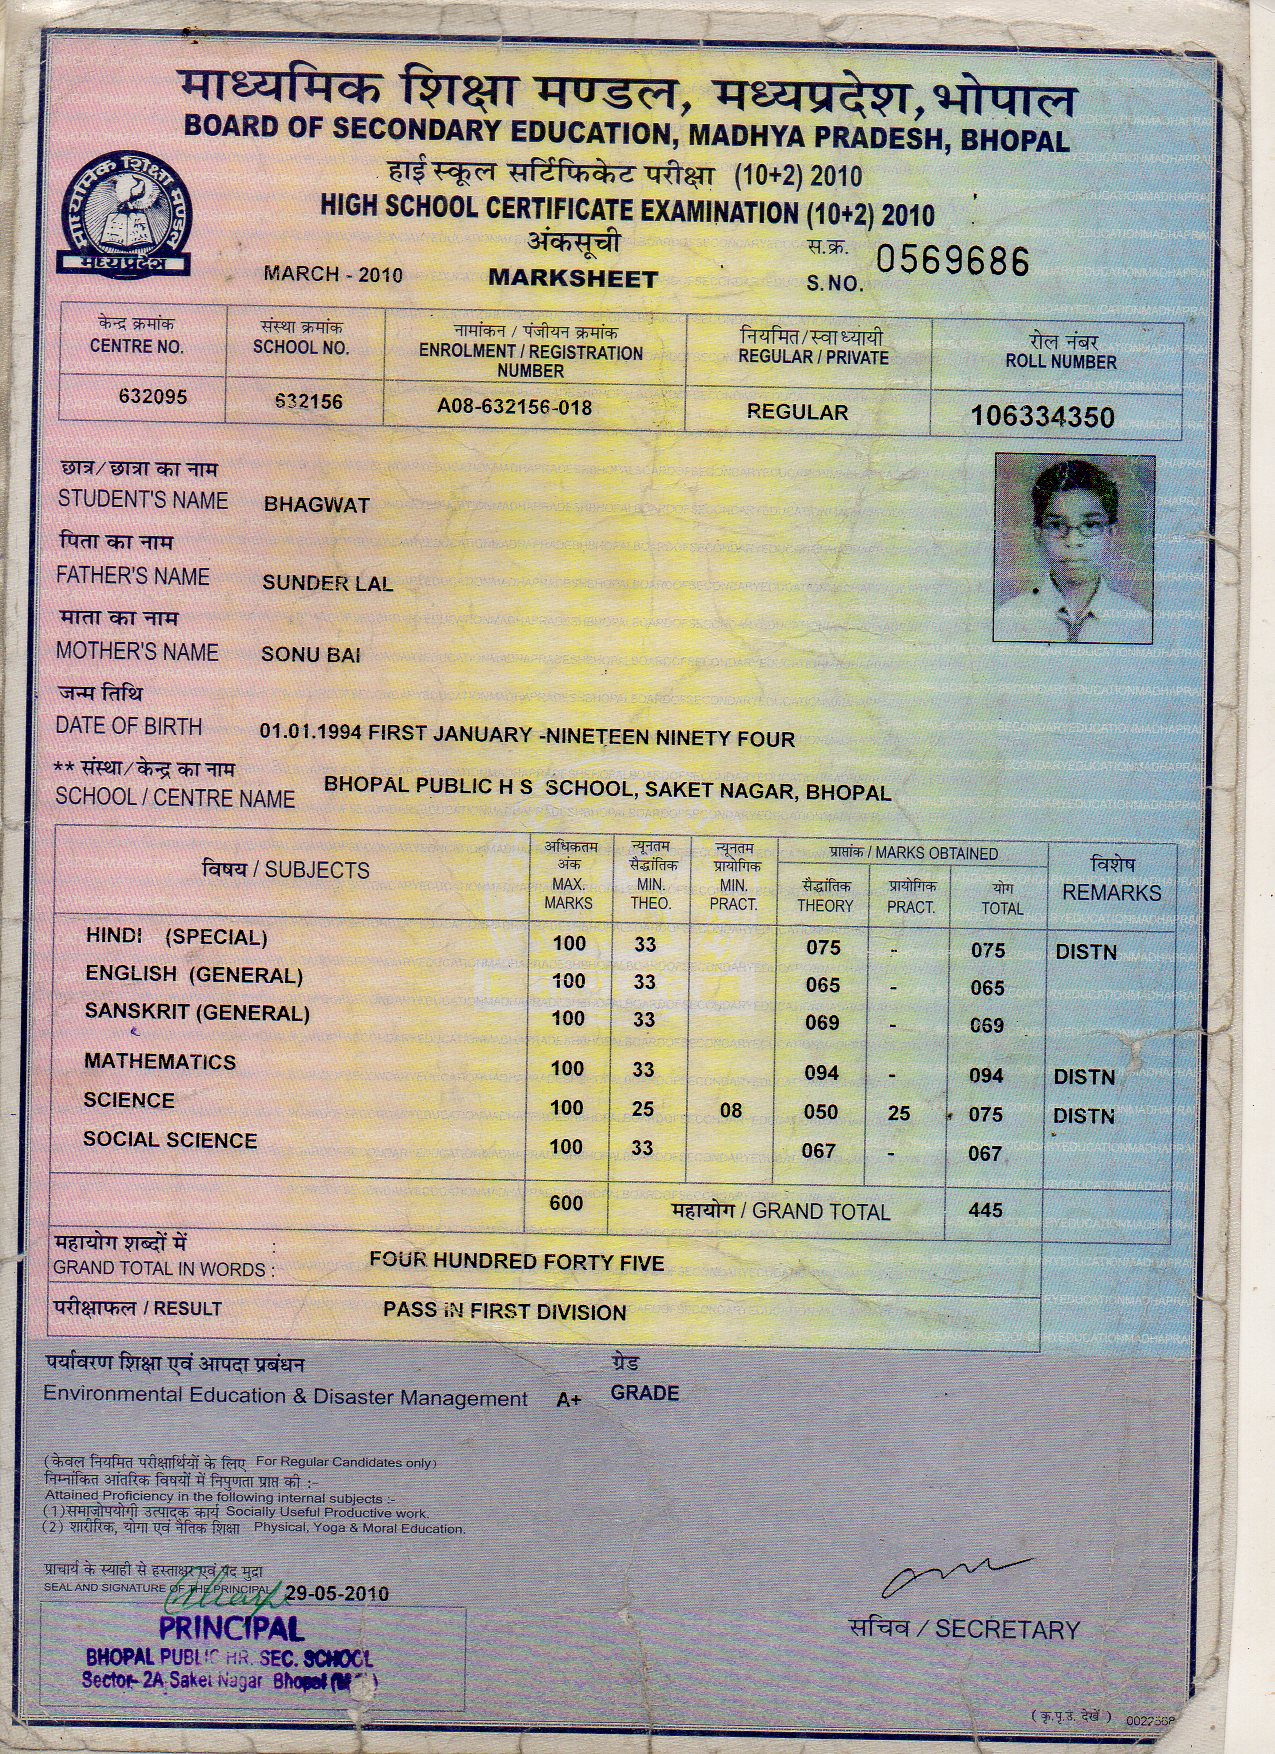 माध्यमिक शिक्षा मण्डल, मध्यप्रदेश, भोपाल
BOARD OF SECONDARY EDUCATION, MADHYA PRADESH, BHOPAL
हाई स्कूल सर्टिफिकेट परीक्षा (10+2) 2010
HIGH SCHOOL CERTIFICATE EXAMINATION (10+2) 2010
माध्यमिक शिक्षा मण्डल
मध्यप्रदेश
अंकसूची स.क्र. 0569686
MARCH - 2010 MARKSHEET S. NO.
केन्द्र क्रमांक संस्था क्रमांक नामांकन / पंजीयन क्रमांक नियमित/स्वाध्यायी रोल नंबर
CENTRE NO. SCHOOL NO. ENROLMENT / REGISTRATION NUMBER REGULAR / PRIVATE ROLL NUMBER
632095 632156 A08-632156-018 REGULAR 106334350
छात्र/छात्रा का नाम
STUDENT'S NAME BHAGWAT
पिता का नाम
FATHER'S NAME SUNDER LAL
माता का नाम
MOTHER'S NAME SONU BAI
जन्म तिथि
DATE OF BIRTH 01.01.1994 FIRST JANUARY -NINETEEN NINETY FOUR
** संस्था/केन्द्र का नाम
SCHOOL / CENTRE NAME BHOPAL PUBLIC H S SCHOOL, SAKET NAGAR, BHOPAL
विषय / SUBJECTS अधिकतम अंक MAX. MARKS न्यूनतम सैद्धांतिक MIN. THEO. न्यूनतम प्रायोगिक MIN. PRACT. प्राप्तांक / MARKS OBTAINED विशेष REMARKS
सैद्धांतिक THEORY प्रायोगिक PRACT. योग TOTAL
HINDI (SPECIAL) 100 33 075 - 075 DISTN
ENGLISH (GENERAL) 100 33 065 - 065
SANSKRIT (GENERAL) 100 33 069 - 069
MATHEMATICS 100 33 094 - 094 DISTN
SCIENCE 100 25 08 050 25 075 DISTN
SOCIAL SCIENCE 100 33 067 - 067
600 महायोग / GRAND TOTAL 445
महायोग शब्दों में :
GRAND TOTAL IN WORDS : FOUR HUNDRED FORTY FIVE
परीक्षाफल / RESULT PASS IN FIRST DIVISION
पर्यावरण शिक्षा एवं आपदा प्रबंधन ग्रेड
Environmental Education & Disaster Management A+ GRADE
(केवल नियमित परीक्षार्थियों के लिए For Regular Candidates only)
निम्नांकित आंतरिक विषयों में निपुणता प्राप्त की :-
Attained Proficiency in the following internal subjects :-
(1) समाजोपयोगी उत्पादक कार्य Socially Useful Productive work.
(2) शारीरिक, योगा एवं नैतिक शिक्षा Physical, Yoga & Moral Education.
प्राचार्य के स्याही से हस्ताक्षर एवं पद मुद्रा
SEAL AND SIGNATURE OF THE PRINCIPAL 29-05-2010
PRINCIPAL
BHOPAL PUBLIC HR. SEC. SCHOOL
Sector- 2A Saket Nagar Bhopal
सचिव / SECRETARY
(कृ.पृ.उ. देखें)